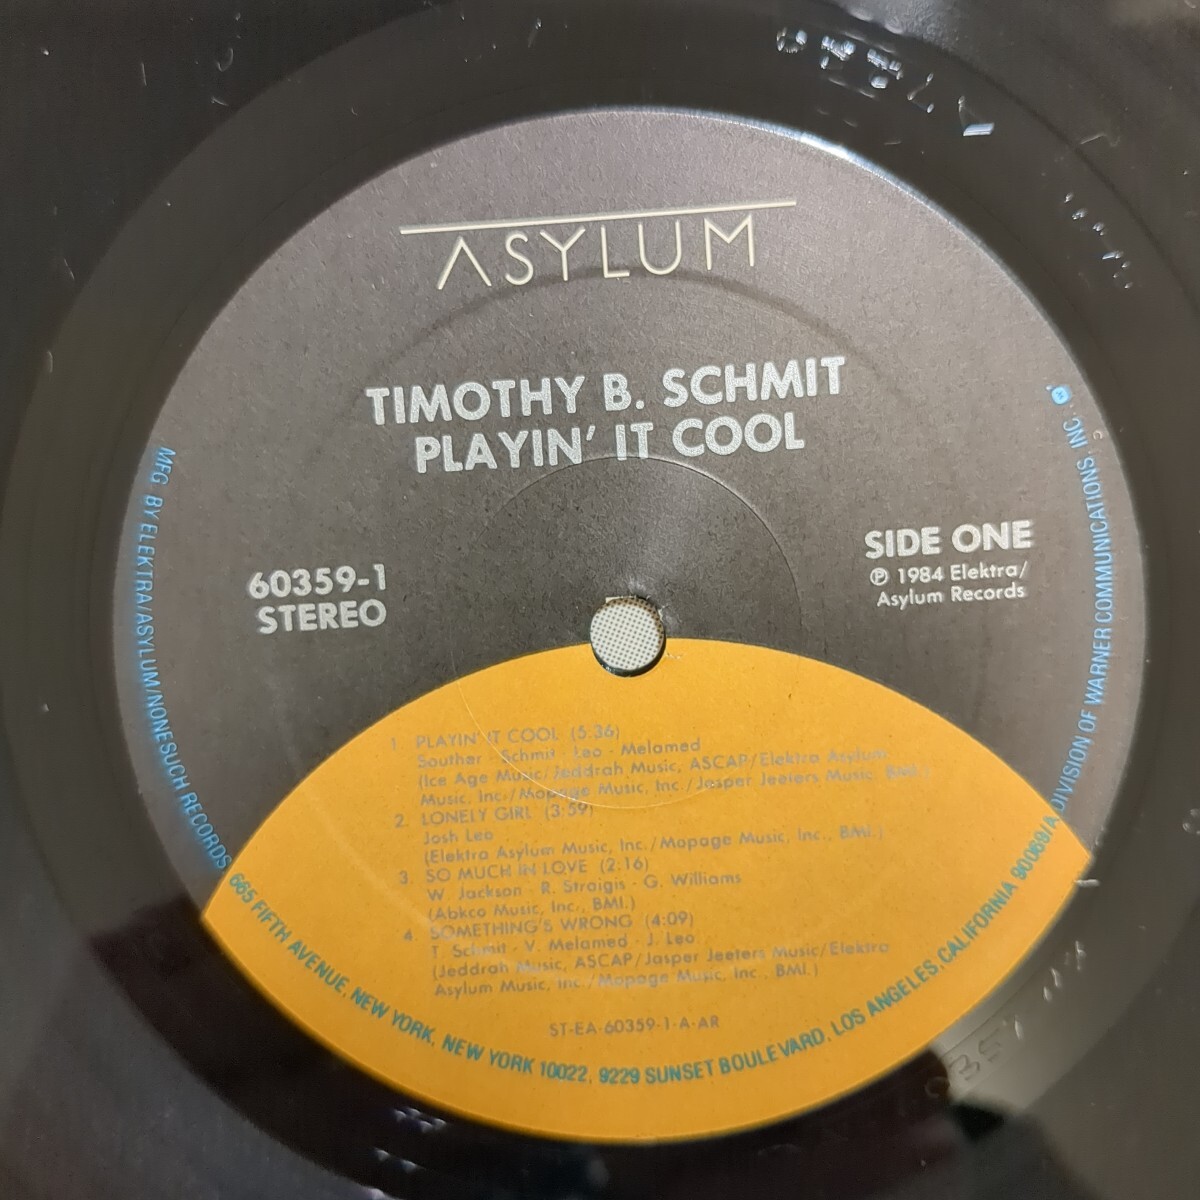 ASYLUM
TIMOTHY B. SCHMIT
PLAYIN' IT COOL
60359-1
STEREO
SIDE ONE
℗ 1984 Elektra/
Asylum Records
1. PLAYIN' IT COOL (5:36)
Souther - Schmit - Leo - Melamed
(Ice Age Music/Jeddrah Music, ASCAP/Elektra Asylum
Music, Inc./Mopage Music, Inc./Jasper Jeeters Music, BMI.)
2. LONELY GIRL (3:59)
Josh Leo
(Elektra Asylum Music, Inc./Mopage Music, Inc., BMI.)
3. SO MUCH IN LOVE (2:16)
W. Jackson - R. Straigis - G. Williams
(Abkco Music, Inc., BMI.)
4. SOMETHING'S WRONG (4:09)
T. Schmit - V. Melamed - J. Leo
(Jeddrah Music, ASCAP/Jasper Jeeters Music/Elektra
Asylum Music, Inc./Mopage Music, Inc., BMI.)
ST-EA-60359-1-A-AR
MFG. BY ELEKTRA/ASYLUM/NONESUCH RECORDS 665 FIFTH AVENUE, NEW YORK, NEW YORK 10022, 9229 SUNSET BOULEVARD, LOS ANGELES, CALIFORNIA 90069/A DIVISION OF WARNER COMMUNICATIONS, INC.